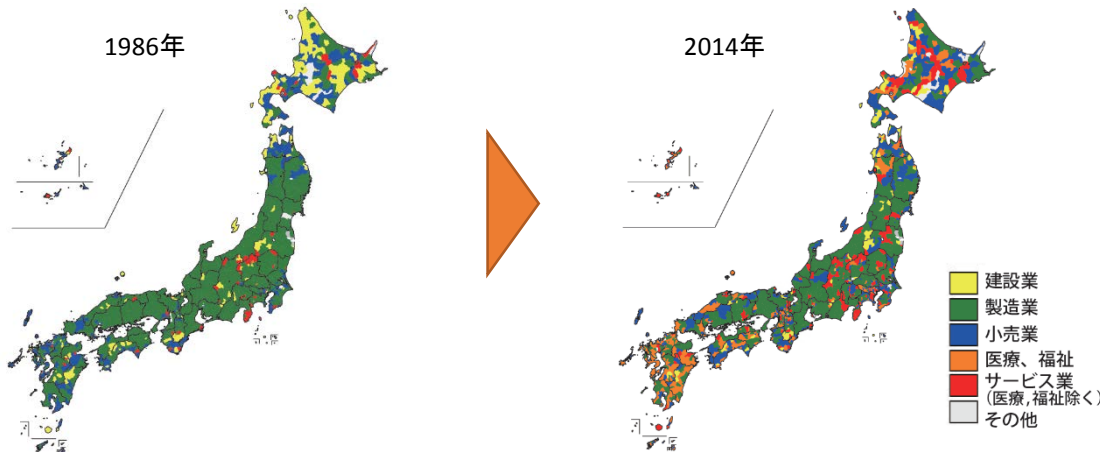 1986年
2014年
建設業
製造業
小売業
医療、福祉
サービス業
(医療,福祉除く)
その他